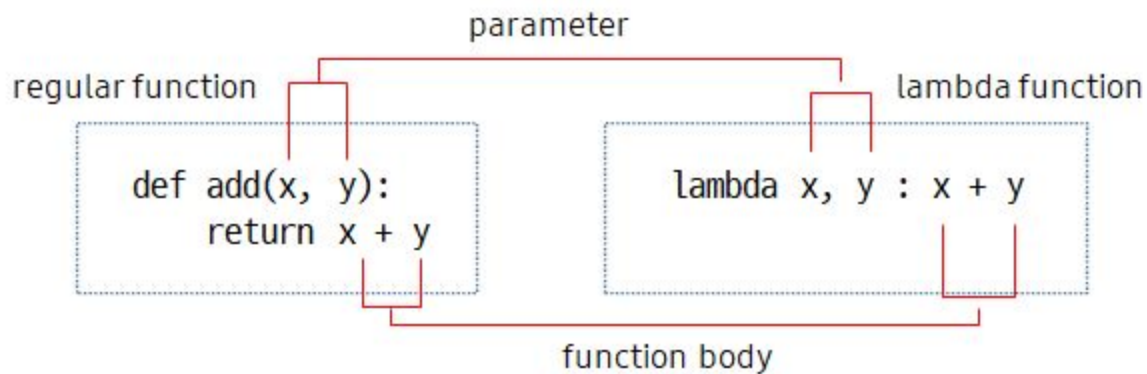 parameter
regular function
lambda function
def add(x, y):
return x + y
lambda x, y : x + y
function body